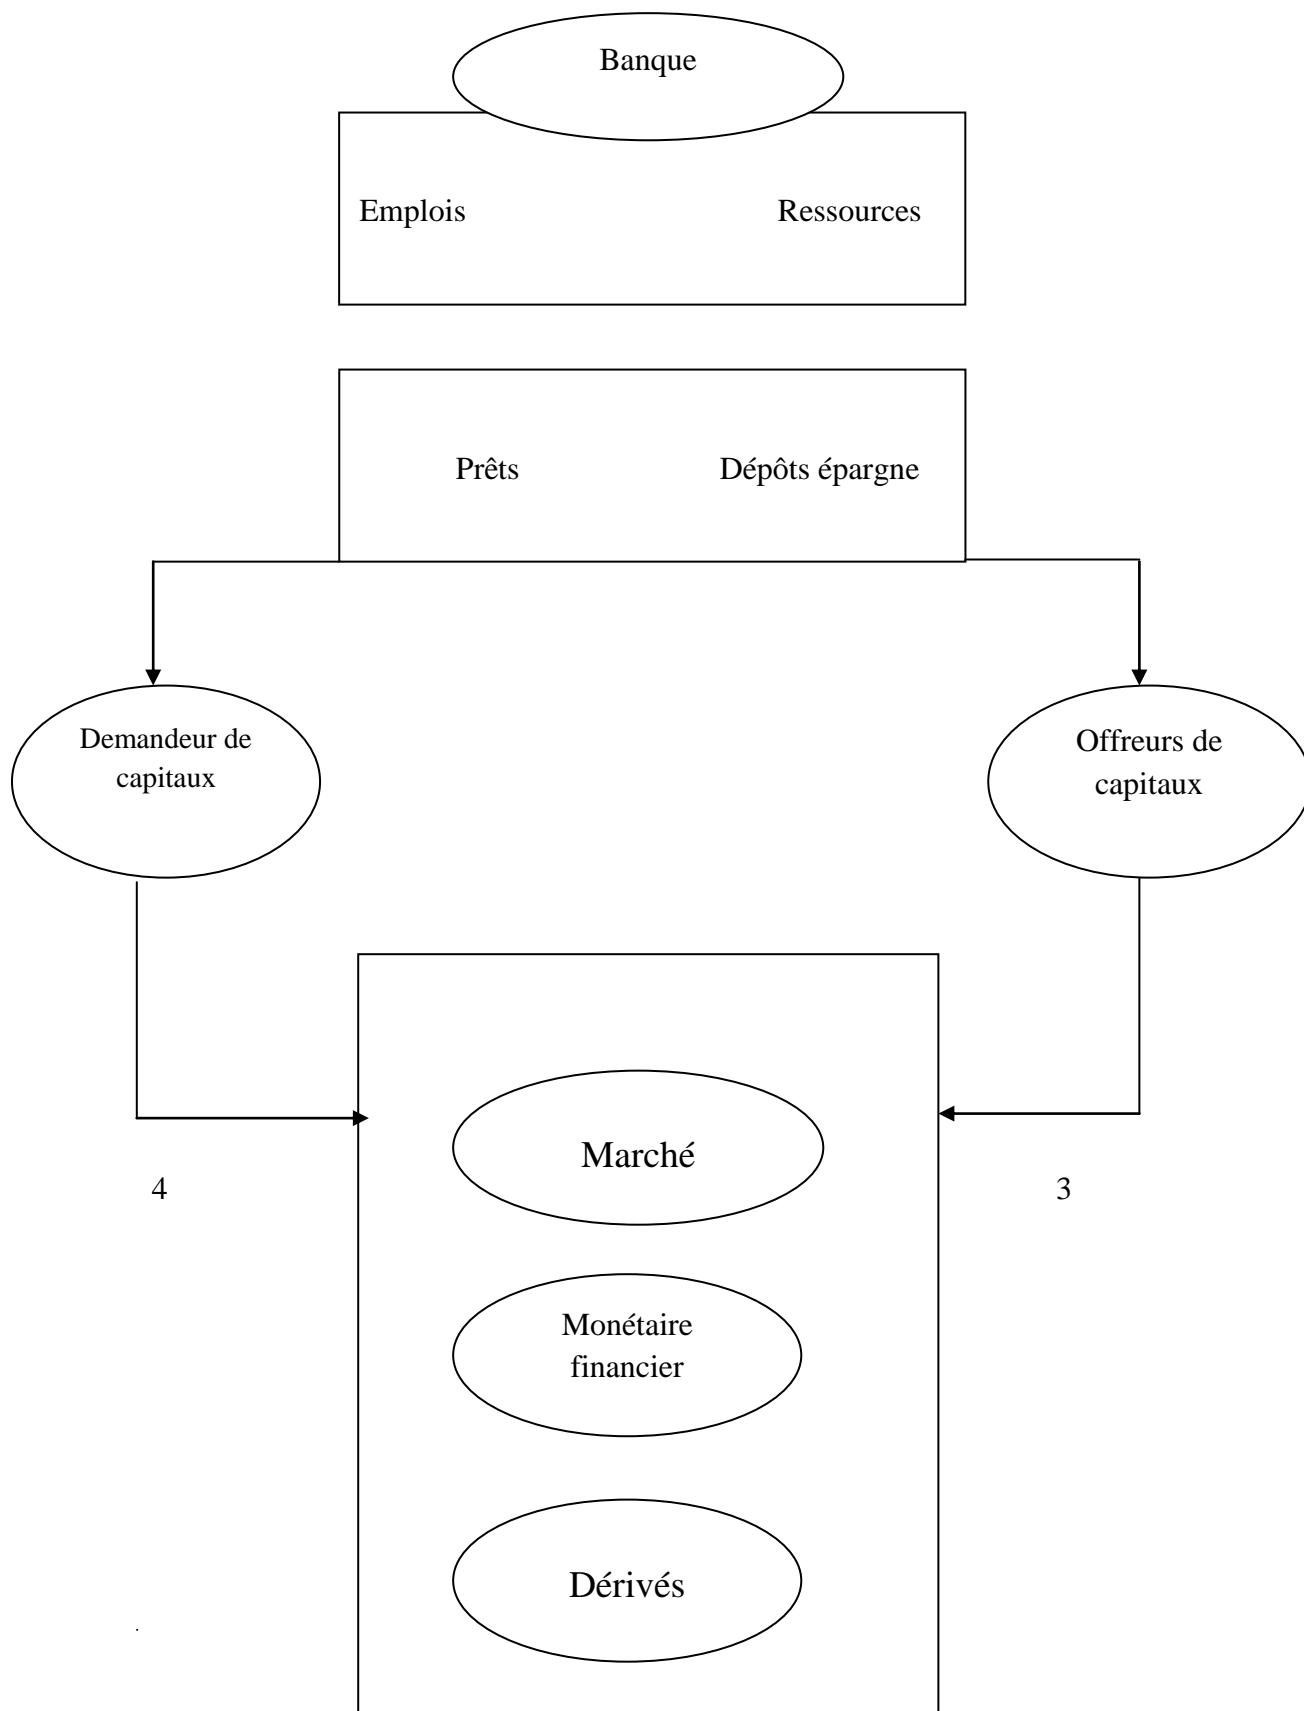 Banque
Emplois Ressources
Prêts Dépôts épargne
Demandeur de
capitaux
Offreurs de
capitaux
Marché
4 3
Monétaire
financier
Dérivés